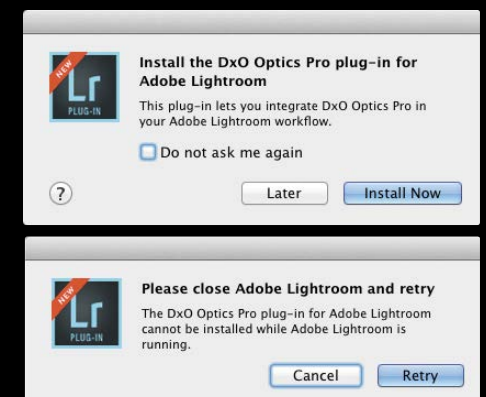 NEW
Lr
PLUG-IN
Install the DxO Optics Pro plug-in for
Adobe Lightroom
This plug-in lets you integrate DxO Optics Pro in
your Adobe Lightroom workflow.
Do not ask me again
?
Later
Install Now
NEW
Lr
PLUG-IN
Please close Adobe Lightroom and retry
The DxO Optics Pro plug-in for Adobe Lightroom
cannot be installed while Adobe Lightroom is
running.
Cancel
Retry